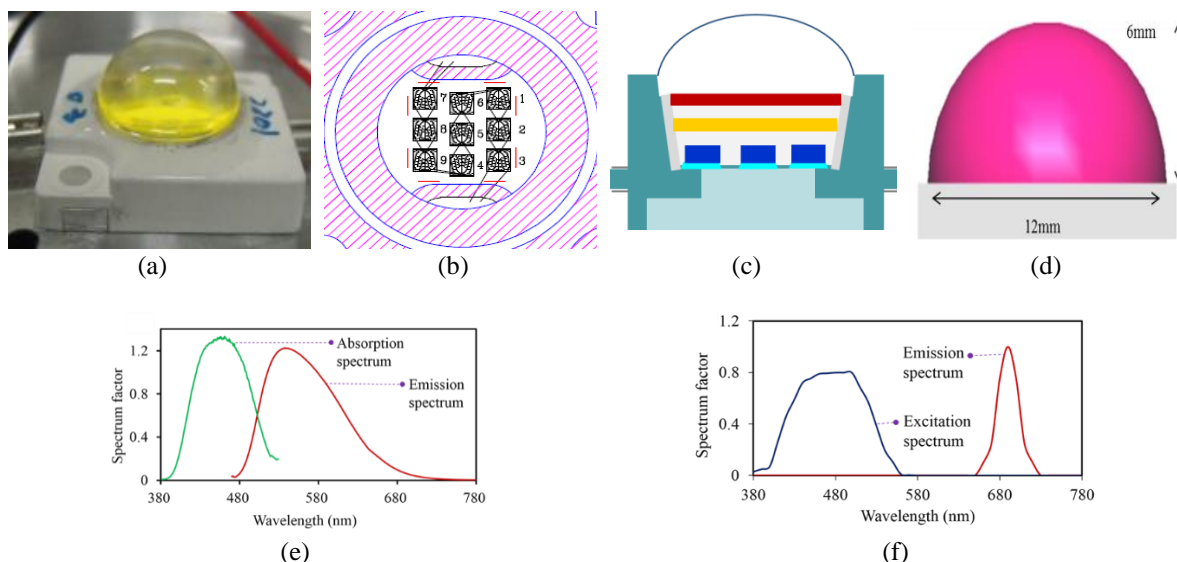 7
6
1
8
5
2
9
4
3
6mm
12mm
(a)
(b)
(c)
(d)
1.2
0.8
0.4
0
380
480
580
680
780
Spectrum factor
Wavelength (nm)
Absorption
spectrum
Emission
spectrum
(e)
1.2
0.8
0.4
0
380
480
580
680
780
Spectrum factor
Wavelength (nm)
Emission
spectrum
Excitation
spectrum
(f)